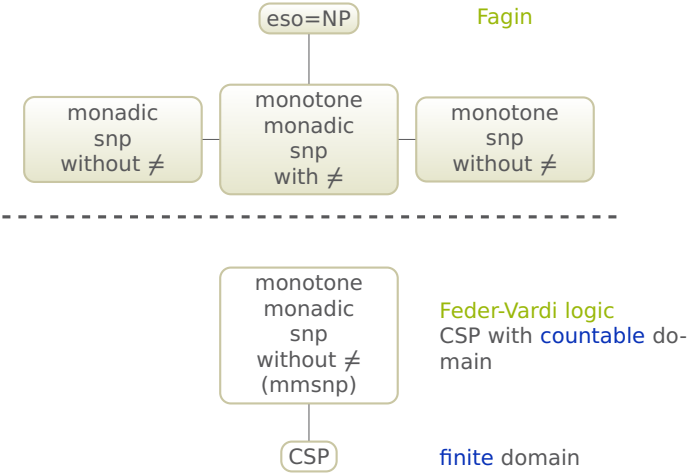 eso=NP
Fagin
monadic
snp
without ≠
monotone
monadic
snp
with ≠
monotone
snp
without ≠
monotone
monadic
snp
without ≠
(mmsnp)
Feder-Vardi logic
CSP with countable do-
main
CSP
finite domain